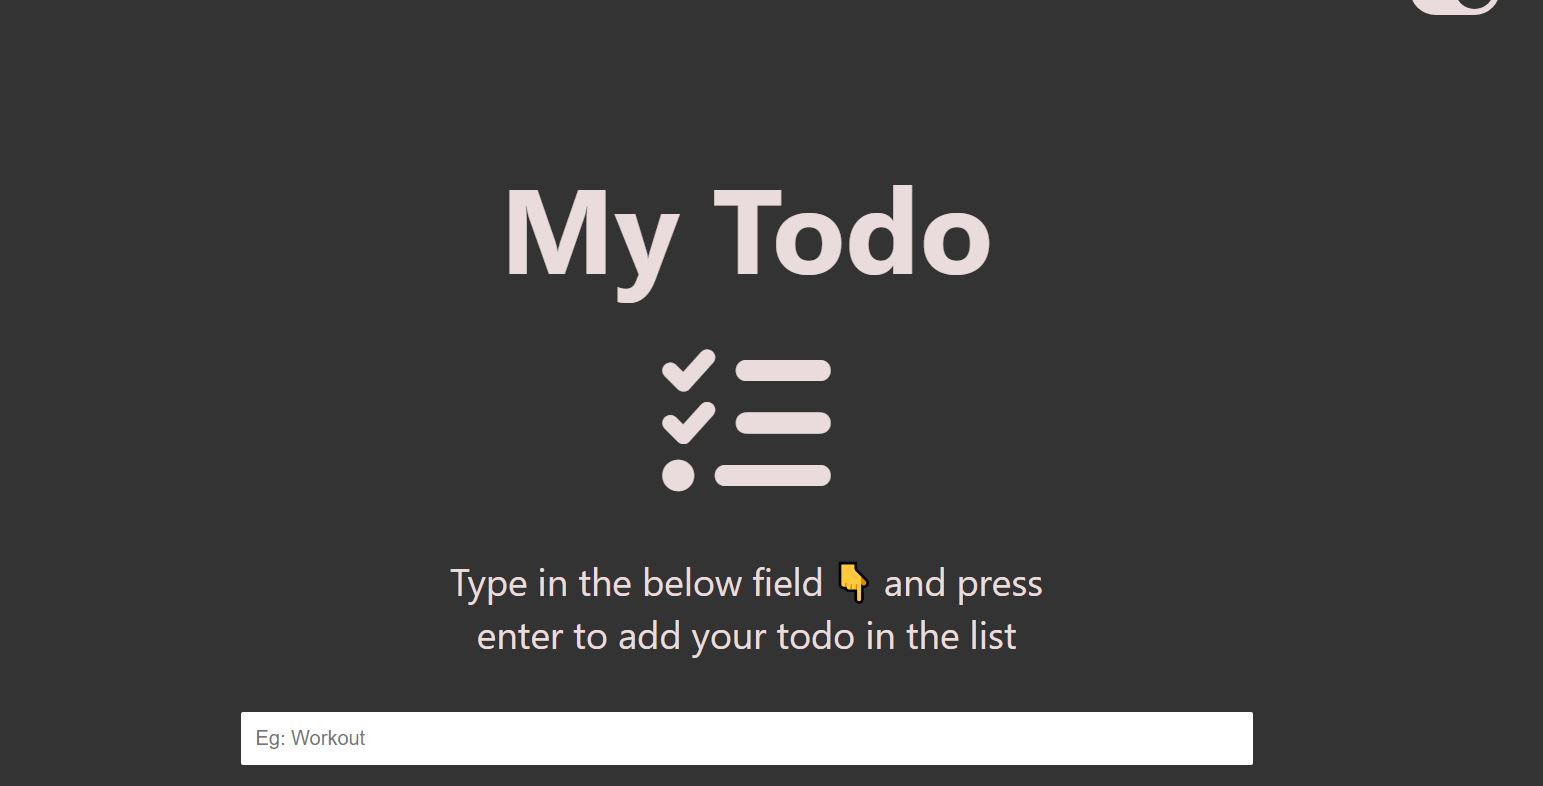 My Todo
Type in the below field 👇 and press
enter to add your todo in the list
Eg: Workout